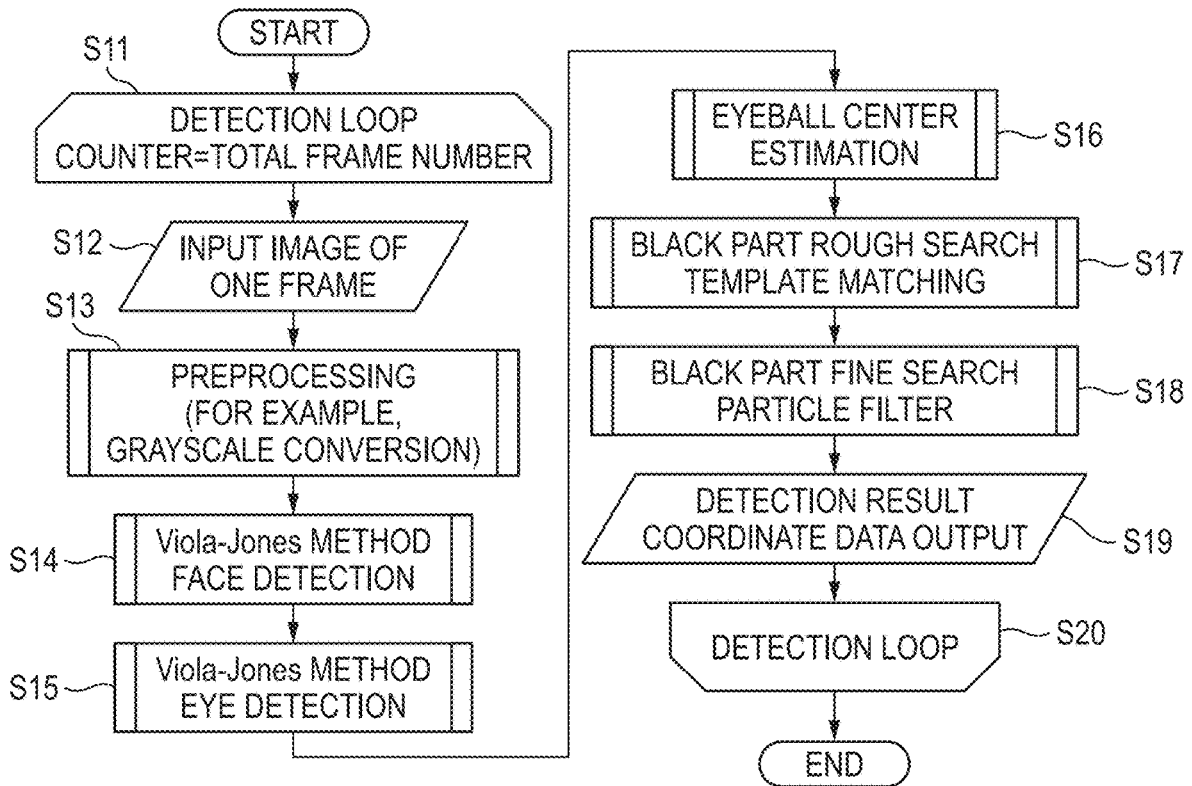 START
S11
DETECTION LOOP
COUNTER=TOTAL FRAME NUMBER
S12
INPUT IMAGE OF
ONE FRAME
S13
PREPROCESSING
(FOR EXAMPLE,
GRAYSCALE CONVERSION)
S14
Viola-Jones METHOD
FACE DETECTION
S15
Viola-Jones METHOD
EYE DETECTION
EYEBALL CENTER
ESTIMATION
S16
BLACK PART ROUGH SEARCH
TEMPLATE MATCHING
S17
BLACK PART FINE SEARCH
PARTICLE FILTER
S18
DETECTION RESULT
COORDINATE DATA OUTPUT
S19
DETECTION LOOP
S20
END